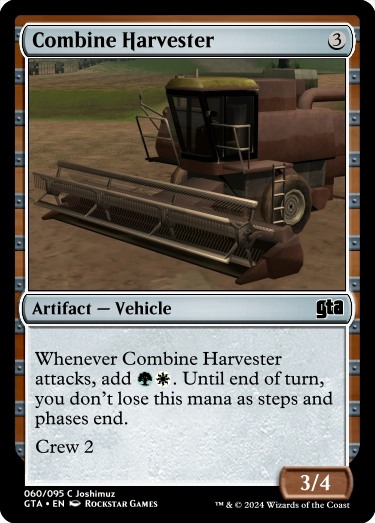 Combine Harvester 3
Artifact — Vehicle gta
Whenever Combine Harvester
attacks, add . Until end of turn,
you don't lose this mana as steps and
phases end.
Crew 2
3/4
060/095 C Joshimuz
GTA • EN Rockstar Games ™ & © 2024 Wizards of the Coast